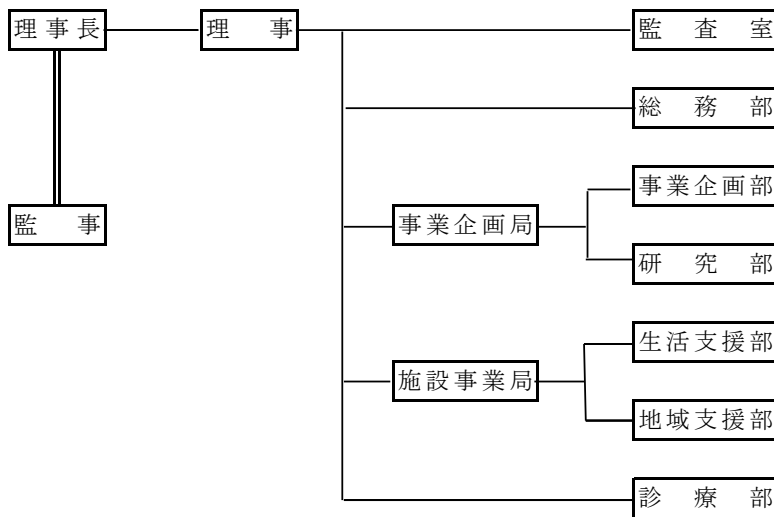 理事長
理事
監査室
総務部
事業企画部
監事
事業企画局
研究部
生活支援部
施設事業局
地域支援部
診療部